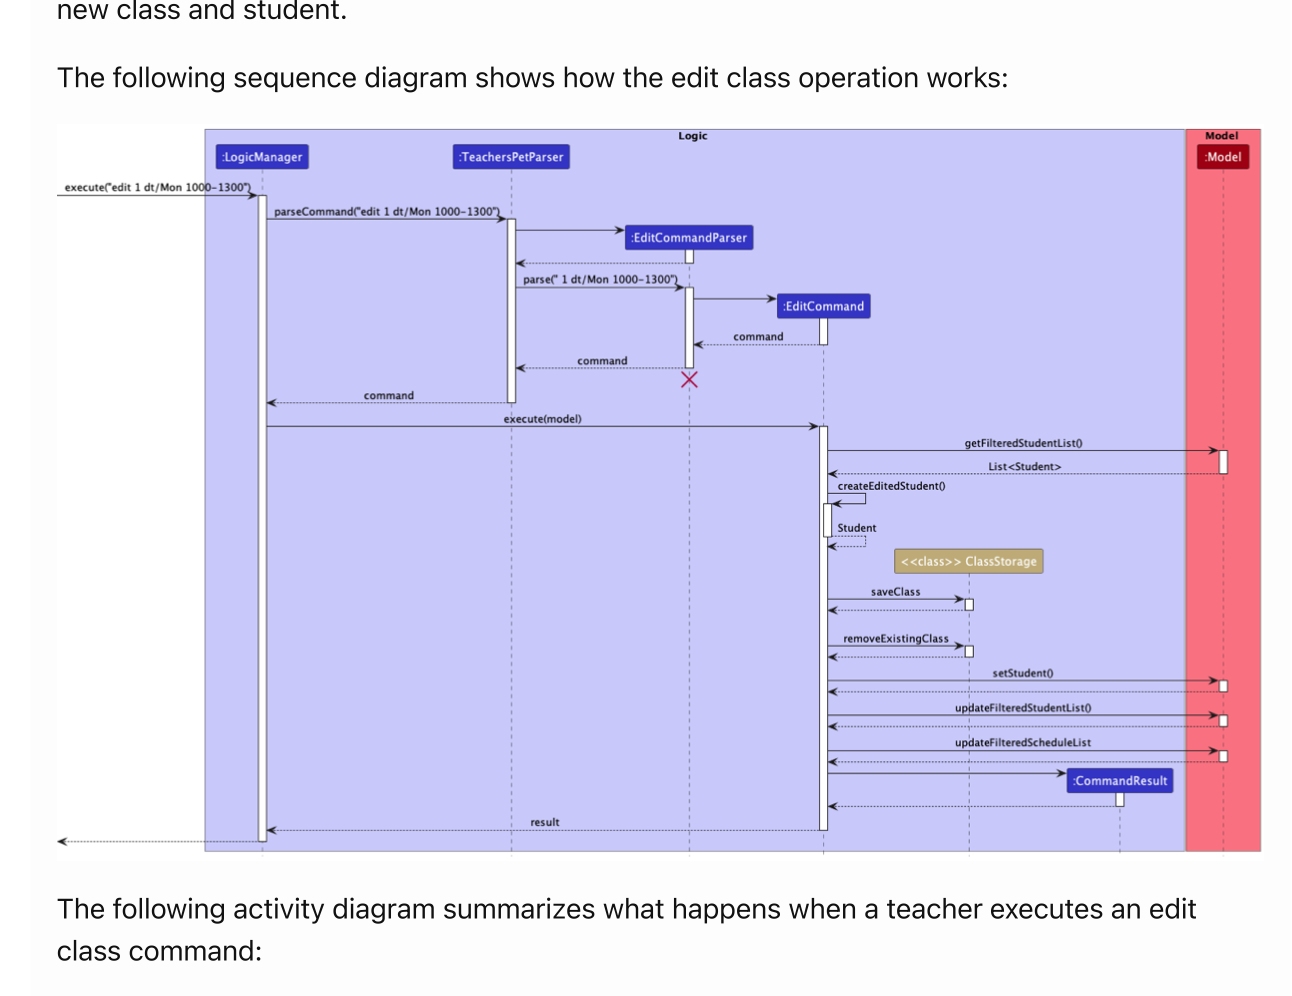 new class and student.
The following sequence diagram shows how the edit class operation works:
Logic
Model
:LogicManager
:TeachersPetParser
:Model
execute("edit 1 dt/Mon 1000-1300")
parseCommand("edit 1 dt/Mon 1000-1300")
:EditCommandParser
parse(" 1 dt/Mon 1000-1300")
:EditCommand
command
command
command
execute(model)
getFilteredStudentList()
List<Student>
createEditedStudent()
Student
<<class>> ClassStorage
saveClass
removeExistingClass
setStudent()
updateFilteredStudentList()
updateFilteredScheduleList
:CommandResult
result
The following activity diagram summarizes what happens when a teacher executes an edit
class command: